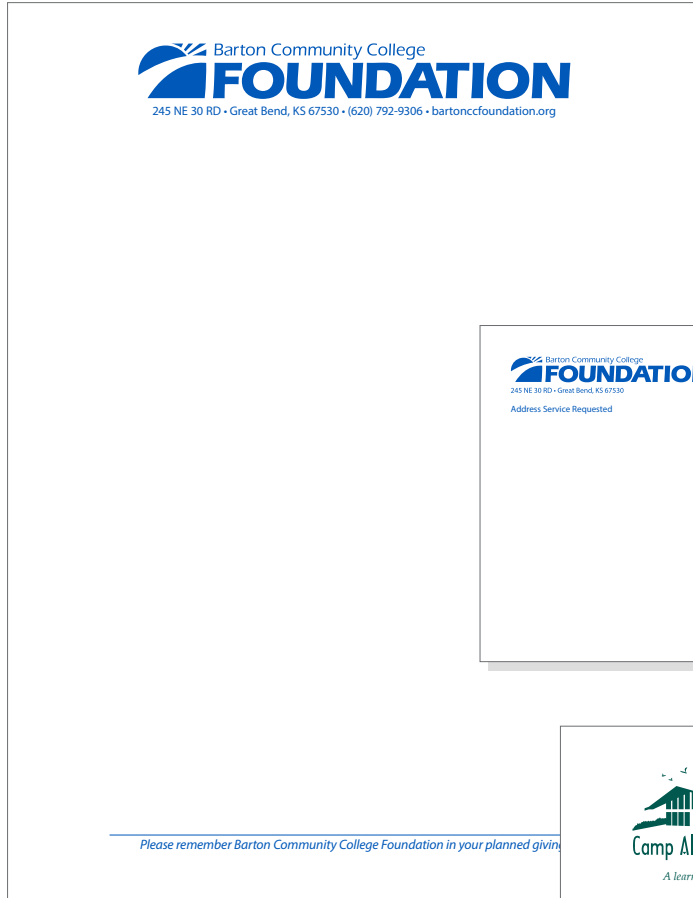 Barton Community College
FOUNDATION
245 NE 30 RD • Great Bend, KS 67530 • (620) 792-9306 • bartonccfoundation.org
Barton Community College
FOUNDATIO
245 NE 30 RD • Great Bend, KS 67530
Address Service Requested
Please remember Barton Community College Foundation in your planned giving
Camp Al
A learn